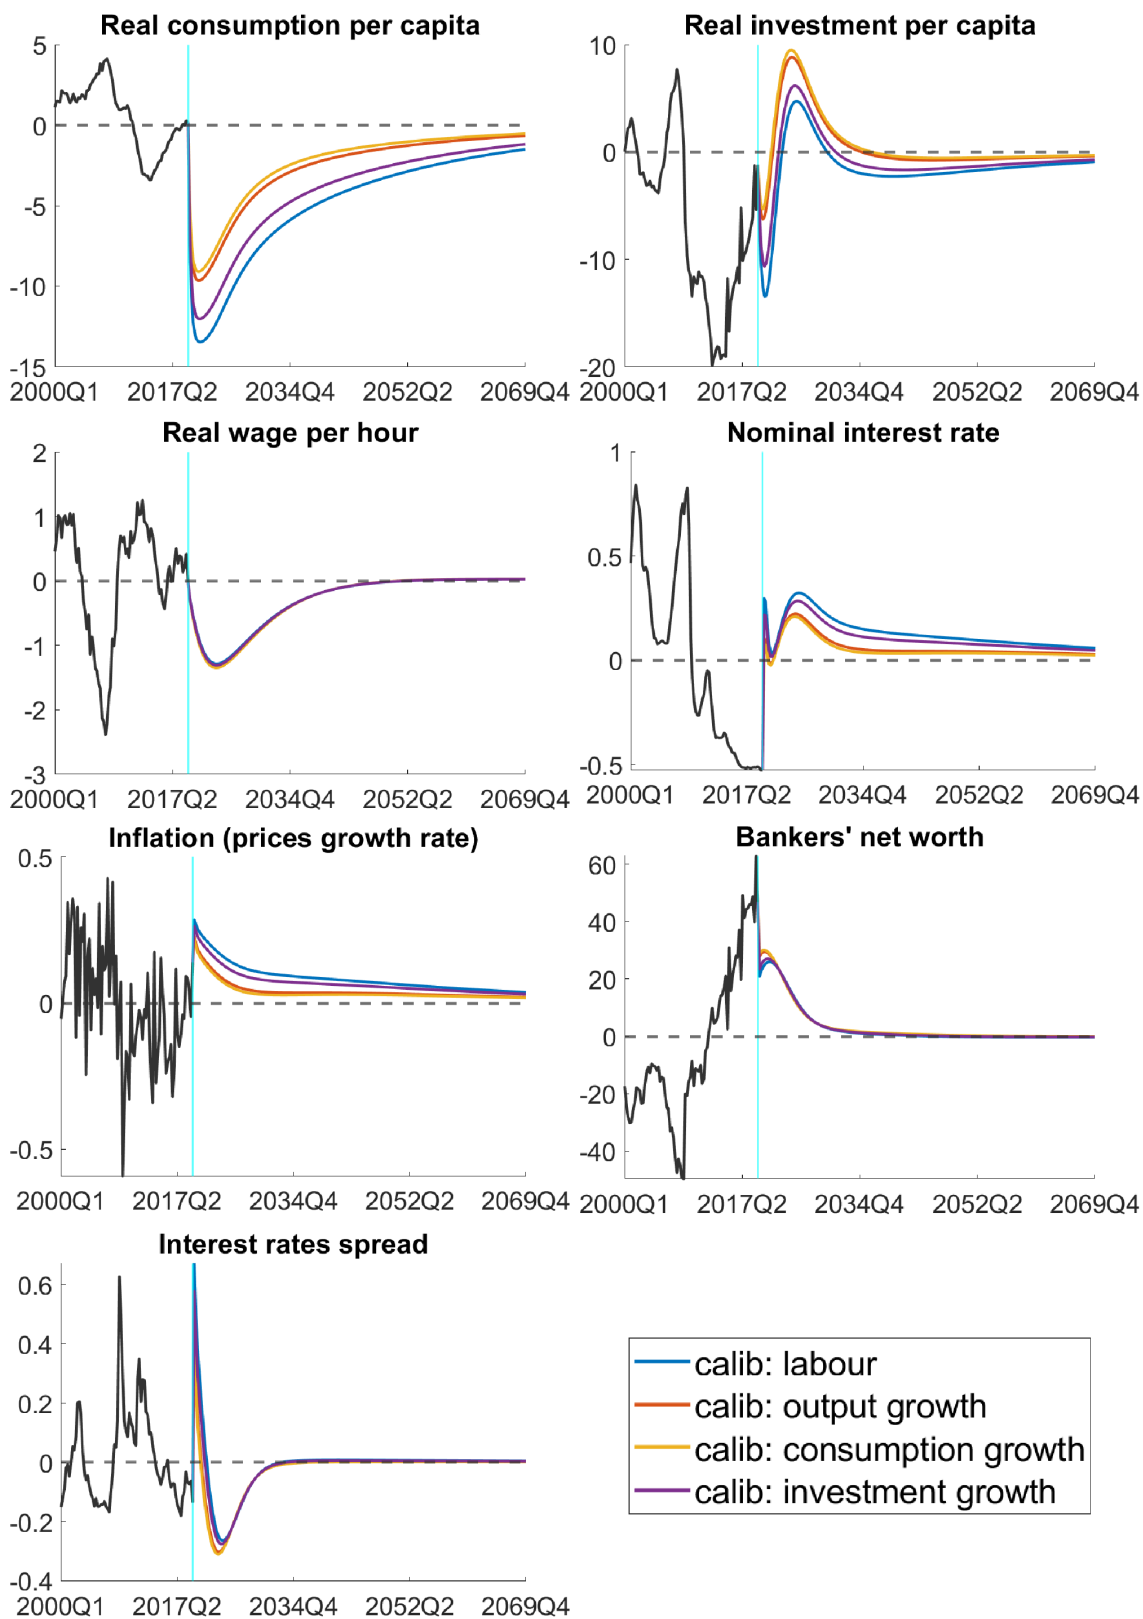 Real consumption per capita
5
0
-5
-10
-15
2000Q1 2017Q2 2034Q4 2052Q2 2069Q4
Real investment per capita
10
0
-10
-20
2000Q1 2017Q2 2034Q4 2052Q2 2069Q4
Real wage per hour
2
1
0
-1
-2
-3
2000Q1 2017Q2 2034Q4 2052Q2 2069Q4
Nominal interest rate
1
0.5
0
-0.5
2000Q1 2017Q2 2034Q4 2052Q2 2069Q4
Inflation (prices growth rate)
0.5
0
-0.5
2000Q1 2017Q2 2034Q4 2052Q2 2069Q4
Bankers' net worth
60
40
20
0
-20
-40
2000Q1 2017Q2 2034Q4 2052Q2 2069Q4
Interest rates spread
0.6
0.4
0.2
0
-0.2
-0.4
2000Q1 2017Q2 2034Q4 2052Q2 2069Q4
calib: labour
calib: output growth
calib: consumption growth
calib: investment growth